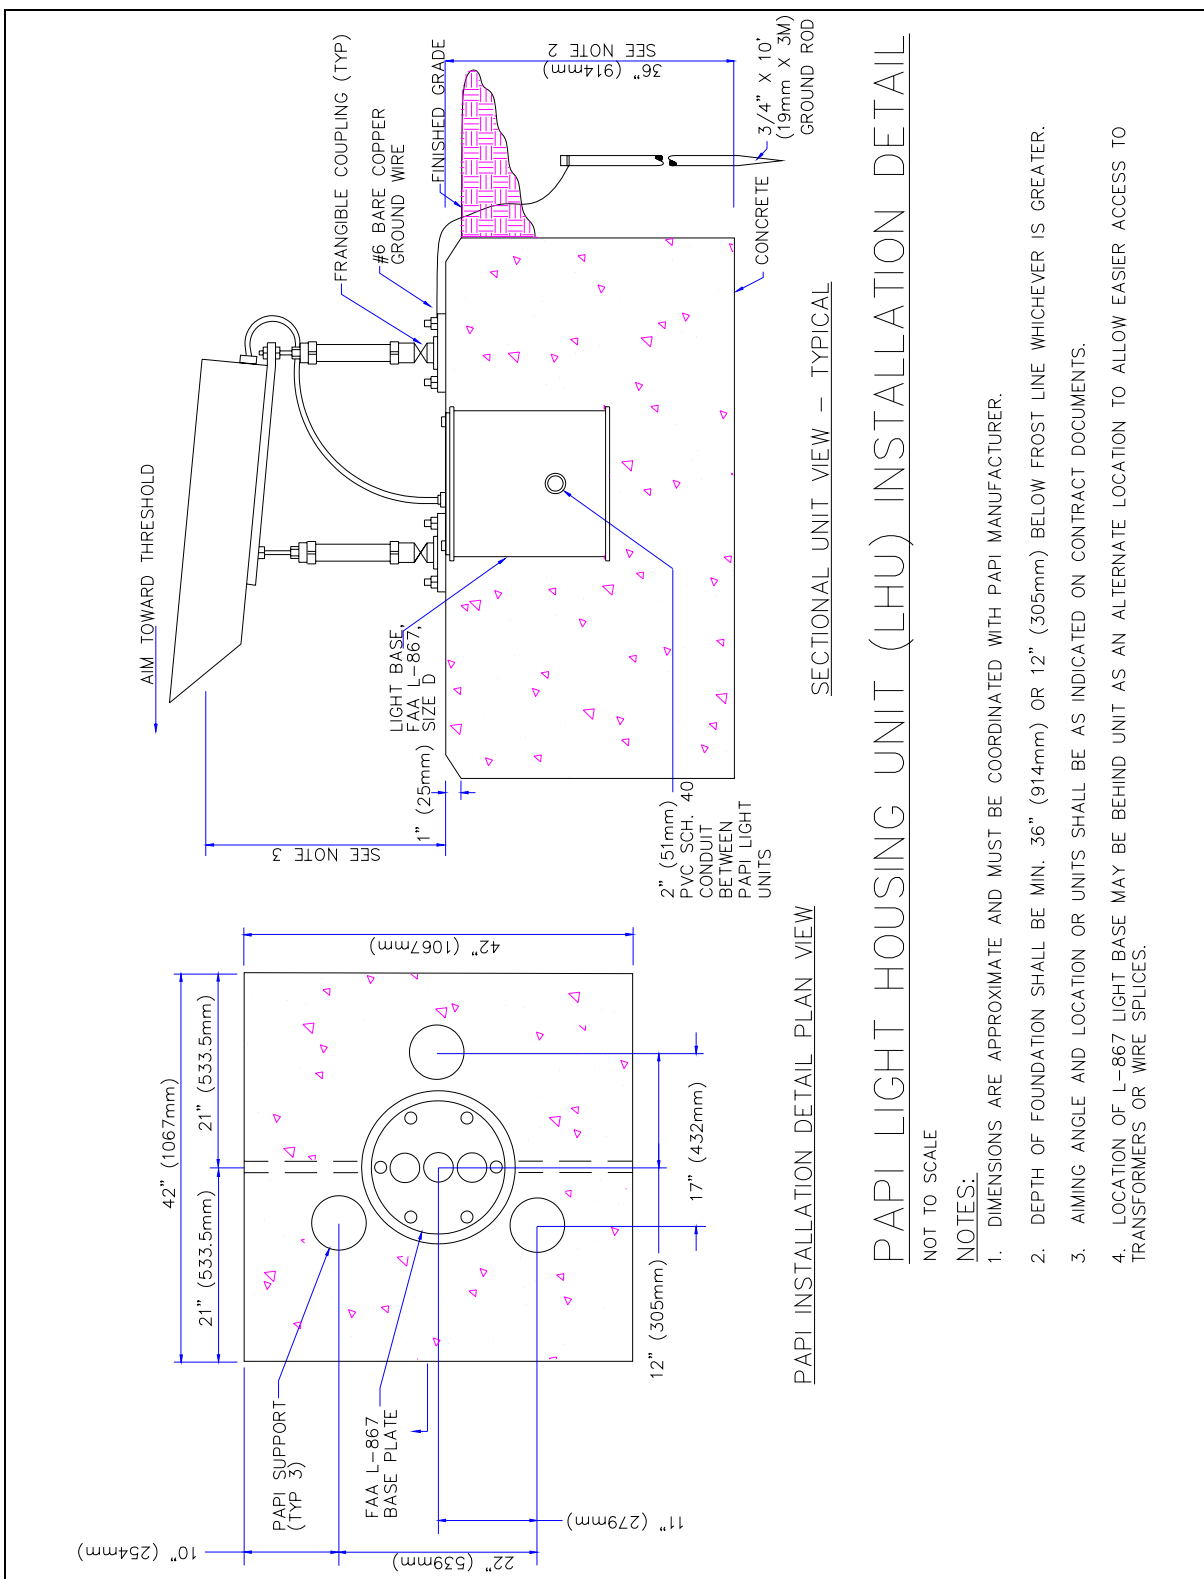 AIM TOWARD THRESHOLD
FRANGIBLE COUPLING (TYP)
#6 BARE COPPER
GROUND WIRE
FINISHED GRADE
36" (914mm)
SEE NOTE 2
3/4" X 10'
(19mm X 3M)
GROUND ROD
CONCRETE
LIGHT BASE,
FAA L-867,
SIZE D
1" (25mm)
SEE NOTE 3
2" (51mm)
PVC SCH. 40
CONDUIT
BETWEEN
PAPI LIGHT
UNITS
SECTIONAL UNIT VIEW - TYPICAL
42" (1067mm)
21" (533.5mm)
21" (533.5mm)
42" (1067mm)
PAPI SUPPORT
(TYP 3)
FAA L-867
BASE PLATE
10" (254mm)
22" (539mm)
11" (279mm)
12" (305mm)
17" (432mm)
PAPI INSTALLATION DETAIL PLAN VIEW
PAPI LIGHT HOUSING UNIT (LHU) INSTALLATION DETAIL
NOT TO SCALE
NOTES:
1. DIMENSIONS ARE APPROXIMATE AND MUST BE COORDINATED WITH PAPI MANUFACTURER.
2. DEPTH OF FOUNDATION SHALL BE MIN. 36" (914mm) OR 12" (305mm) BELOW FROST LINE WHICHEVER IS GREATER.
3. AIMING ANGLE AND LOCATION OR UNITS SHALL BE AS INDICATED ON CONTRACT DOCUMENTS.
4. LOCATION OF L-867 LIGHT BASE MAY BE BEHIND UNIT AS AN ALTERNATE LOCATION TO ALLOW EASIER ACCESS TO
TRANSFORMERS OR WIRE SPLICES.